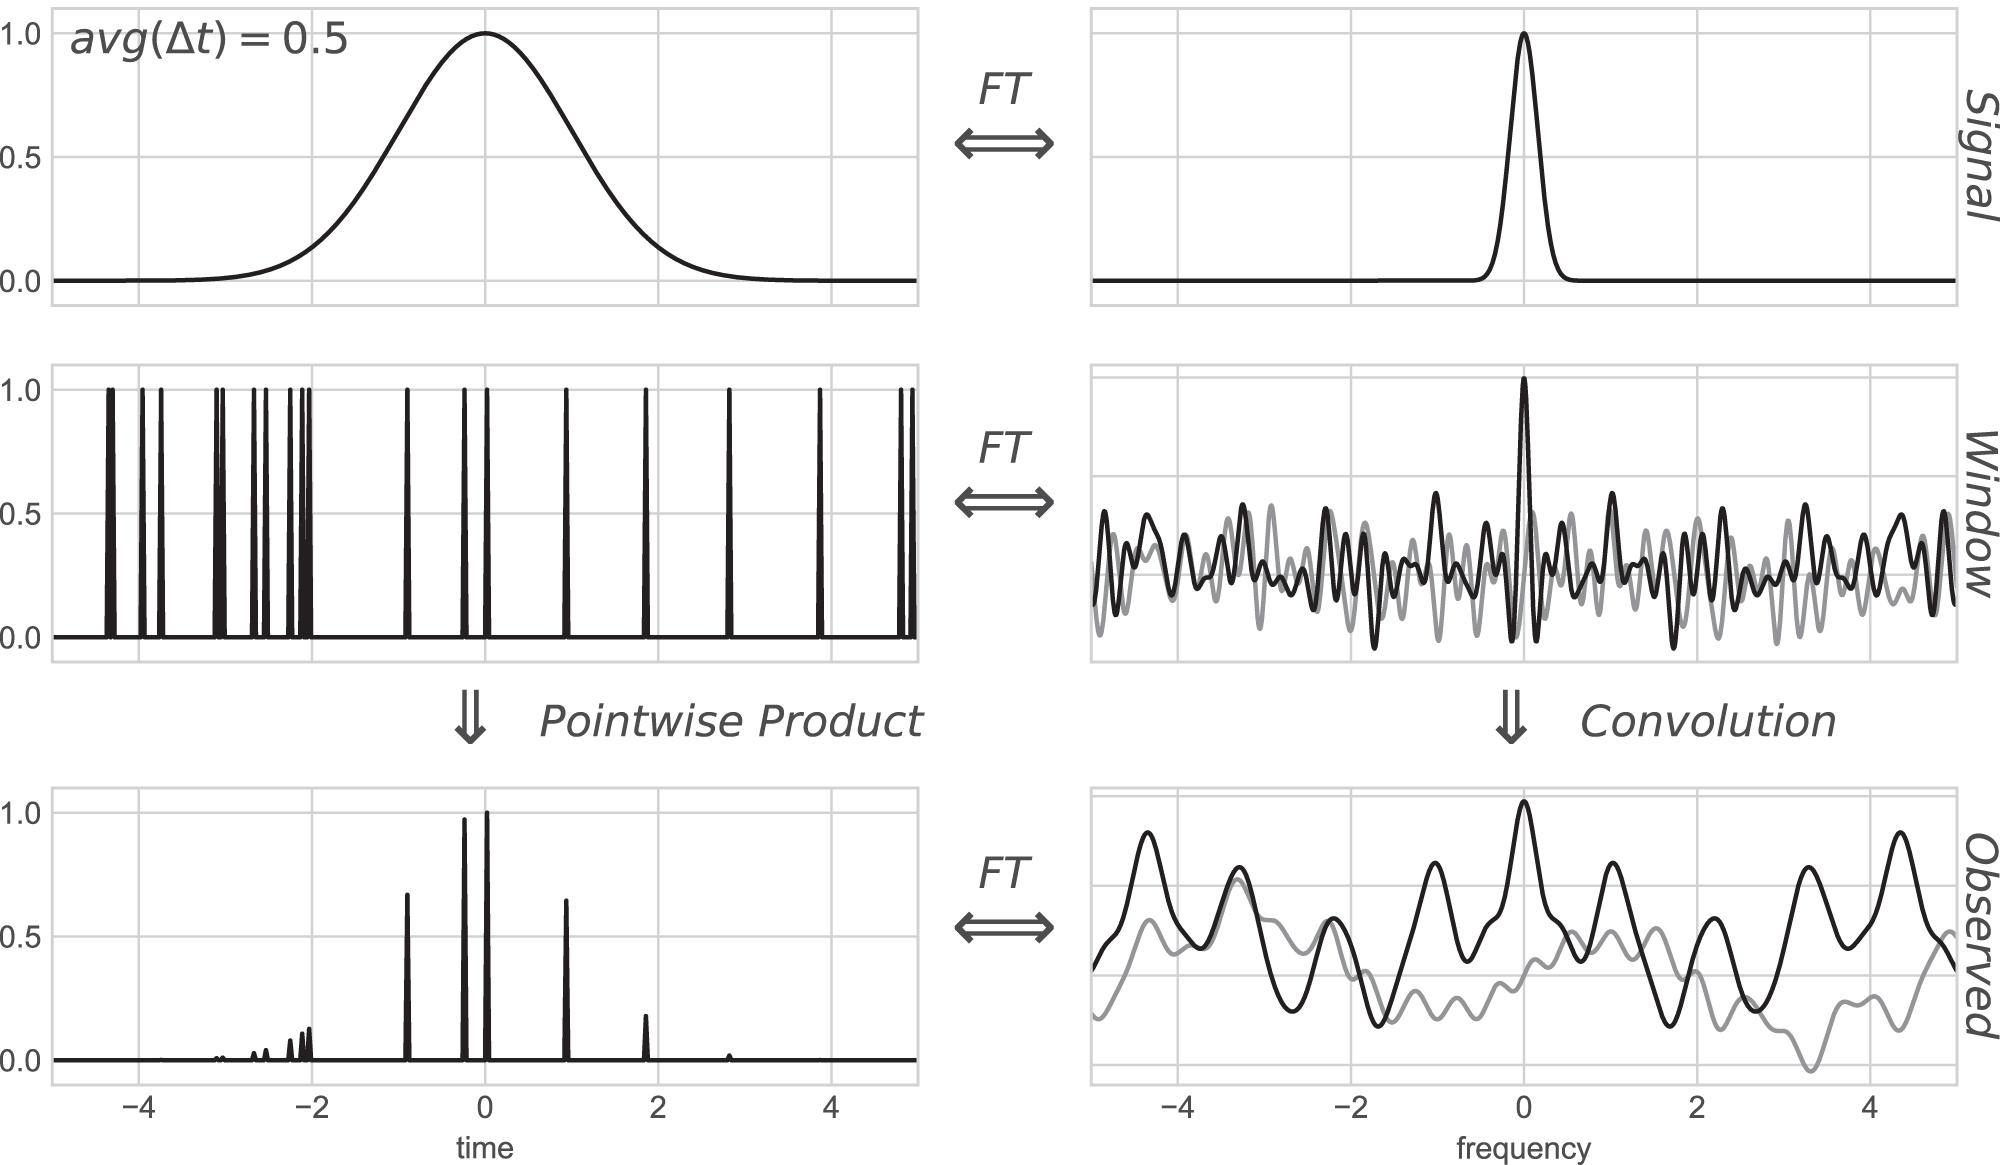 avg(Δt) = 0.5
1.0
0.5
0.0
FT
⟺
Signal
1.0
0.5
0.0
FT
⟺
Window
⇓ Pointwise Product
⇓ Convolution
1.0
0.5
0.0
FT
⟺
Observed
−4 −2 0 2 4
time
−4 −2 0 2 4
frequency